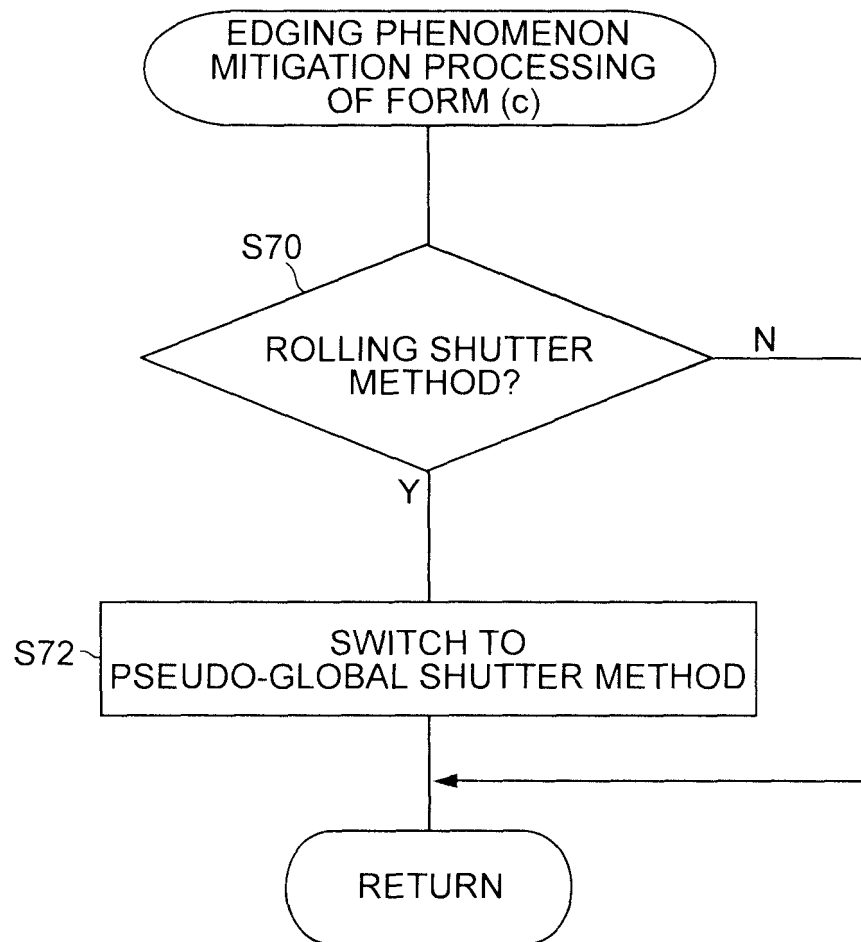 EDGING PHENOMENON
MITIGATION PROCESSING
OF FORM (c)
S70
ROLLING SHUTTER
METHOD?
N
Y
S72
SWITCH TO
PSEUDO-GLOBAL SHUTTER METHOD
RETURN